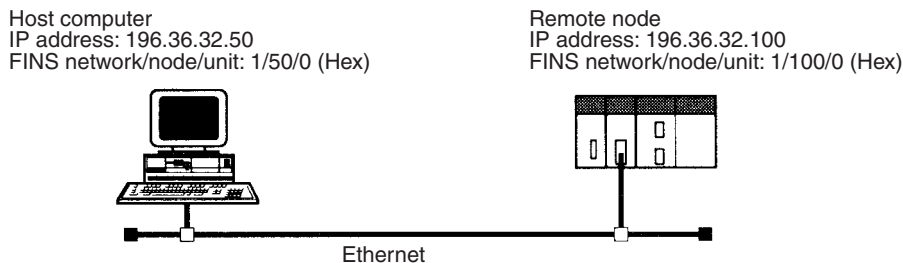 Host computer
IP address: 196.36.32.50
FINS network/node/unit: 1/50/0 (Hex)
Remote node
IP address: 196.36.32.100
FINS network/node/unit: 1/100/0 (Hex)
Ethernet